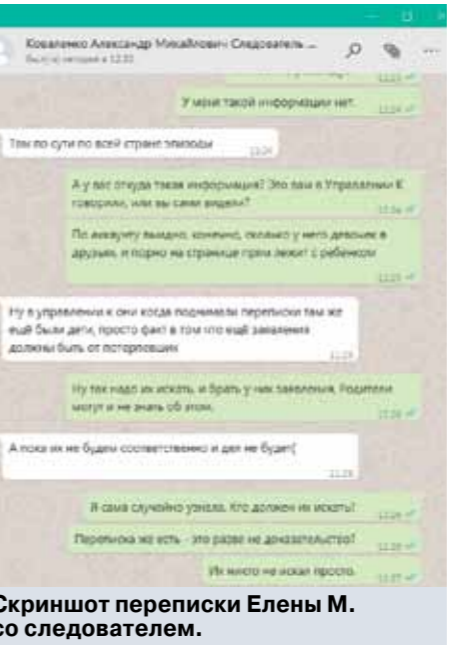 Коваленко Александр Михайлович Следователь ...
был(а) сегодня в 12:32
У меня такой информации нет.
Там по сути по всей стране эпизоды
А у вас откуда такая информация? Это вам в Управлении К
говорили, или вы сами видели?
По аккаунту видно, конечно, сколько у него девочек в
друзьях, и порно на странице прям лежит с ребенком
Ну в управлении к они когда поднимали переписки там же
ещё были дети, просто факт в том что ещё заявления
должны быть от потерпевших
Ну так надо их искать, и брать у них заявления. Родители
могут и не знать об этом.
А пока их не будем соответственно и дел не будет(
Я сама случайно узнала. Кто должен их искать?
Переписка же есть - это разве не доказательство?
Их никто не искал просто.
Скриншот переписки Елены М.
со следователем.